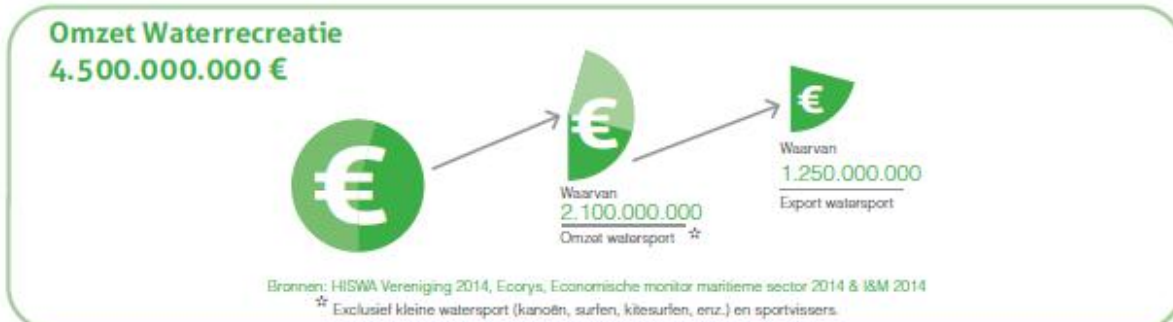 Omzet Waterrecreatie
4.500.000.000 €
€
€
Waarvan
2.100.000.000
Omzet watersport ☆
€
Waarvan
1.250.000.000
Export watersport
Bronnen: HISWA Vereniging 2014, Ecorys, Economische monitor maritieme sector 2014 & I&M 2014
☆ Exclusief kleine watersport (kanoën, surfen, kitesurfen, enz.) en sportvissers.